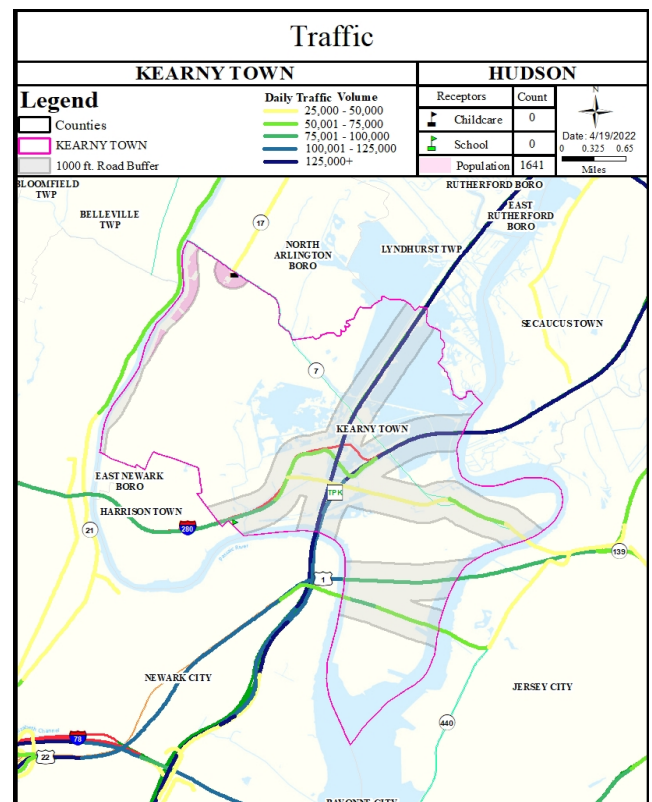 Traffic
KEARNY TOWN
HUDSON
Legend
Counties
KEARNY TOWN
1000 ft. Road Buffer
Daily Traffic Volume
25,000 - 50,000
50,001 - 75,000
75,001 - 100,000
100,001 - 125,000
125,000+
Receptors Count
Childcare 0
School 0
Population 1641
N
Date: 4/19/2022
0 0.325 0.65
Miles
BLOOMFIELD
TWP
BELLEVILLE
TWP
17
NORTH
ARLINGTON
BORO
LYNDHURST TWP
RUTHERFORD BORO
EAST
RUTHERFORD
BORO
SECAUCUS TOWN
7
KEARNY TOWN
EAST NEWARK
BORO
HARRISON TOWN
TPK
21
280
139
1
NEWARK CITY
JERSEY CITY
440
78
22
BAYONNE CITY